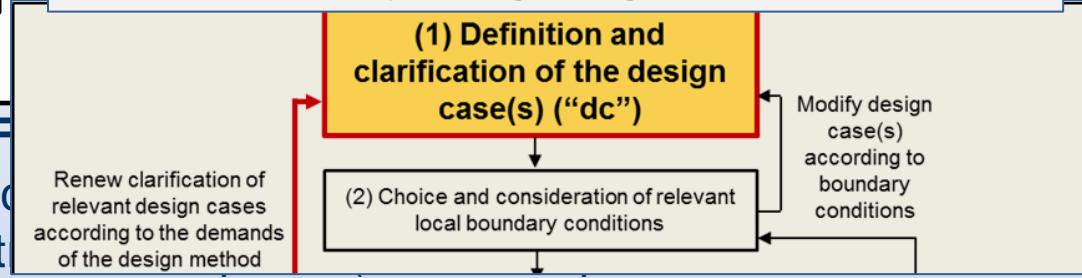 (1) Definition and
clarification of the design
case(s) (“dc”)
Modify design
case(s)
according to
boundary
conditions
(2) Choice and consideration of relevant
local boundary conditions
Renew clarification of
relevant design cases
according to the demands
of the design method